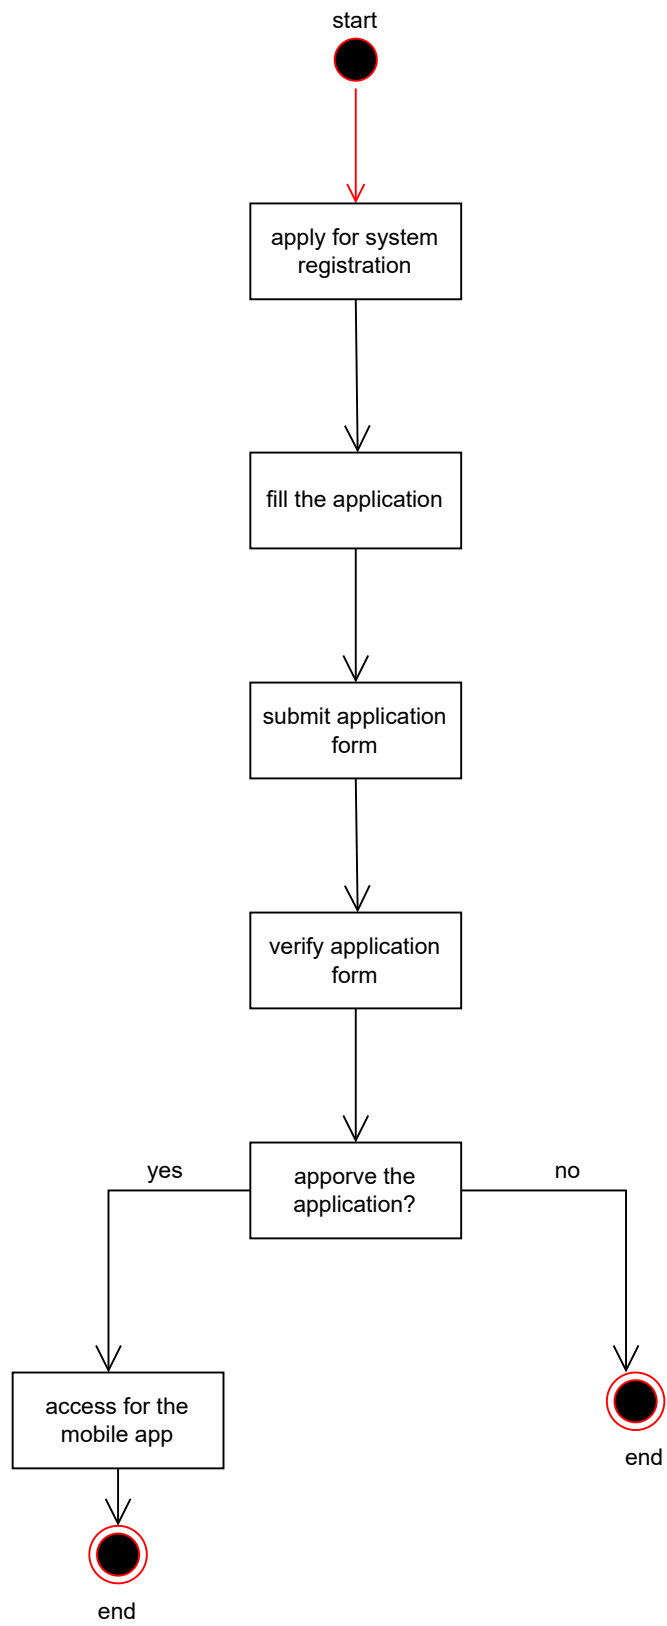 start
apply for system
registration
fill the application
submit application
form
verify application
form
yes
apporve the
application?
no
access for the
mobile app
end
end